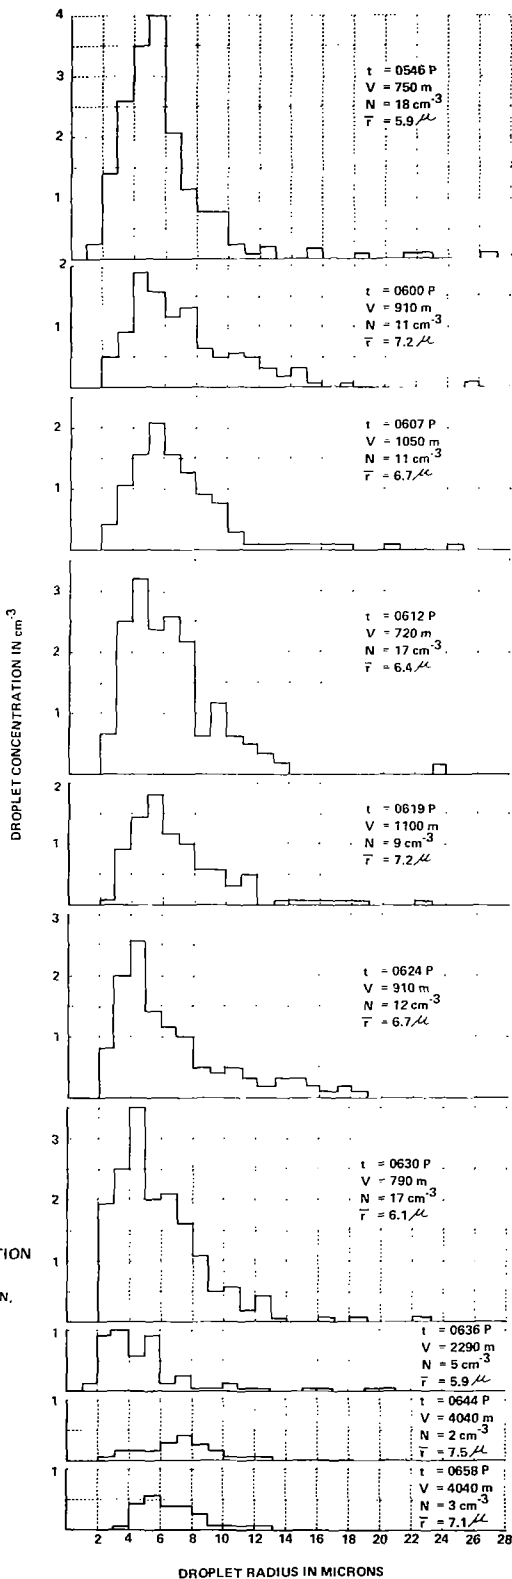 4
3
2
1
t = 0546 P
V = 750 m
N = 18 cm-3
r̅ = 5.9 μ
2
1
t = 0600 P
V = 910 m
N = 11 cm-3
r̅ = 7.2 μ
2
1
t = 0607 P
V = 1050 m
N = 11 cm-3
r̅ = 6.7 μ
3
2
1
t = 0612 P
V = 720 m
N = 17 cm-3
r̅ = 6.4 μ
DROPLET CONCENTRATION IN cm-3
2
1
t = 0619 P
V = 1100 m
N = 9 cm-3
r̅ = 7.2 μ
3
2
1
t = 0624 P
V = 910 m
N = 12 cm-3
r̅ = 6.7 μ
3
2
1
t = 0630 P
V = 790 m
N = 17 cm-3
r̅ = 6.1 μ
TION
N,
1
t = 0636 P
V = 2290 m
N = 5 cm-3
r̅ = 5.9 μ
1
t = 0644 P
V = 4040 m
N = 2 cm-3
r̅ = 7.5 μ
1
t = 0658 P
V = 4040 m
N = 3 cm-3
r̅ = 7.1 μ
2 4 6 8 10 12 14 16 18 20 22 24 26 28
DROPLET RADIUS IN MICRONS